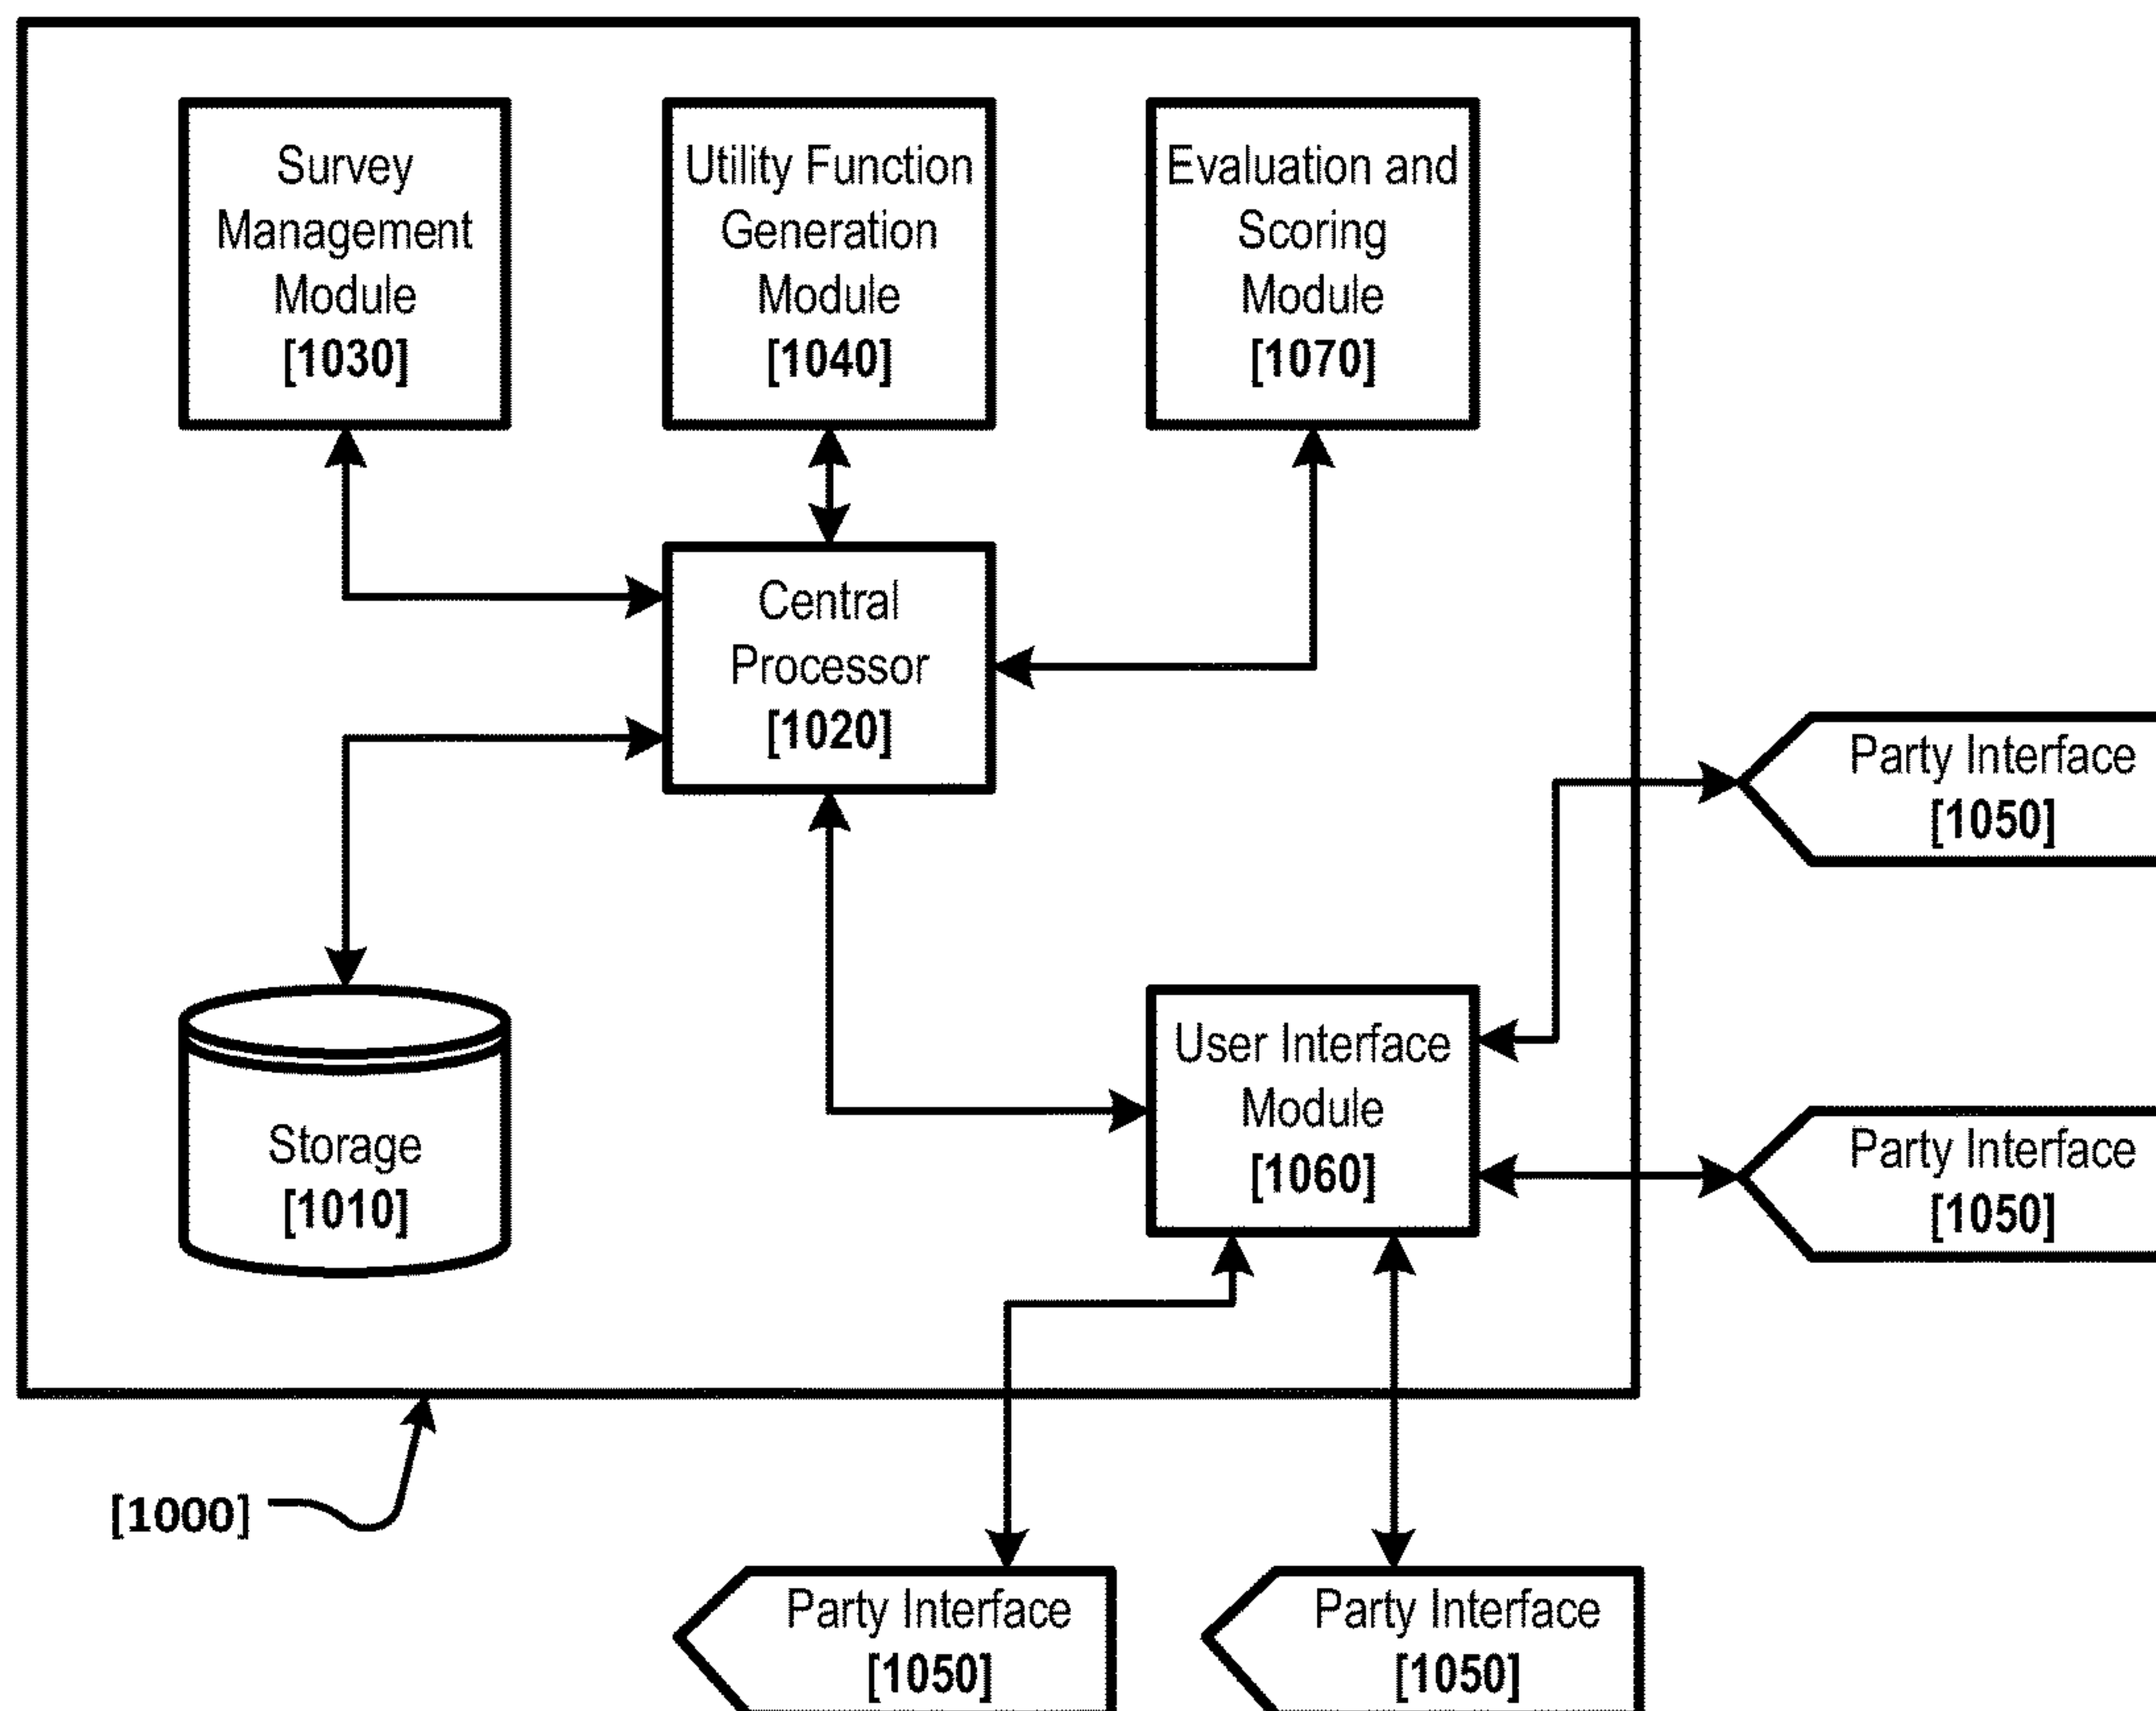 Survey
Management
Module
[1030]
Utility Function
Generation
Module
[1040]
Evaluation and
Scoring
Module
[1070]
Central
Processor
[1020]
Party Interface
[1050]
User Interface
Module
[1060]
Storage
[1010]
Party Interface
[1050]
[1000]
Party Interface
[1050]
Party Interface
[1050]